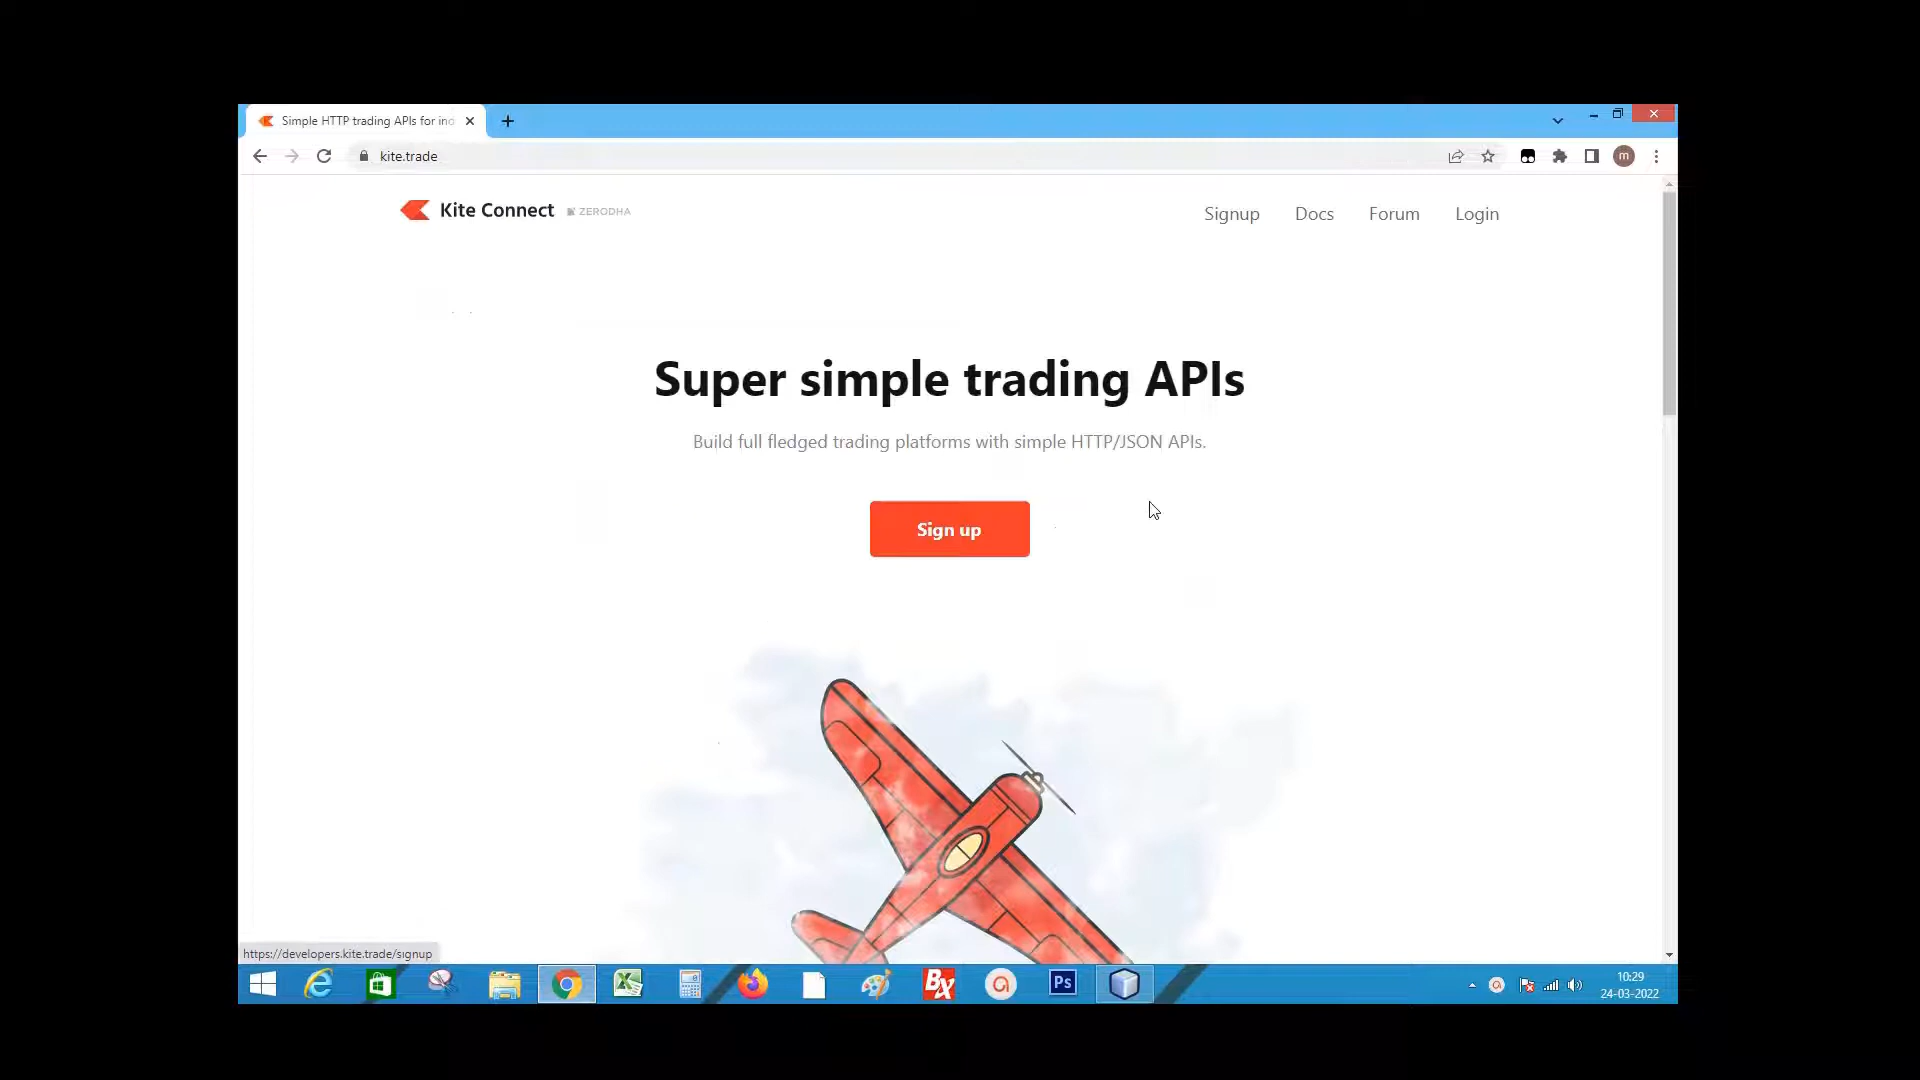 Simple HTTP trading APIs for ind
kite.trade
m
Kite Connect ZERODHA
Signup Docs Forum Login
Super simple trading APIs
Build full fledged trading platforms with simple HTTP/JSON APIs.
Sign up
https://developers.kite.trade/signup
Ps
10:29
24-03-2022